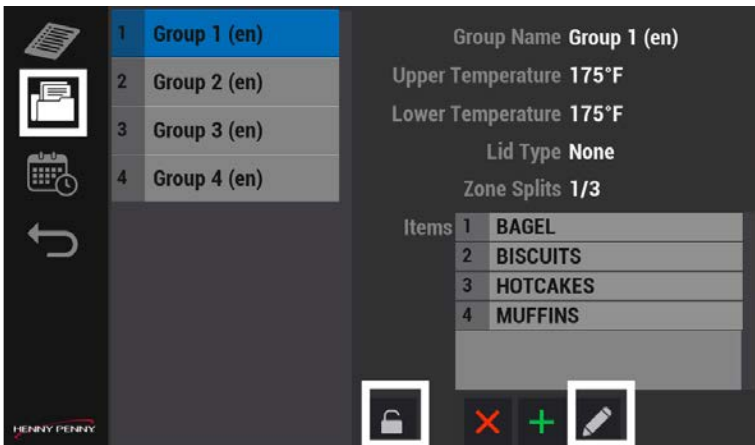 1 Group 1 (en)
2 Group 2 (en)
3 Group 3 (en)
4 Group 4 (en)
Group Name Group 1 (en)
Upper Temperature 175°F
Lower Temperature 175°F
Lid Type None
Zone Splits 1/3
Items 1 BAGEL
2 BISCUITS
3 HOTCAKES
4 MUFFINS
HENNY PENNY